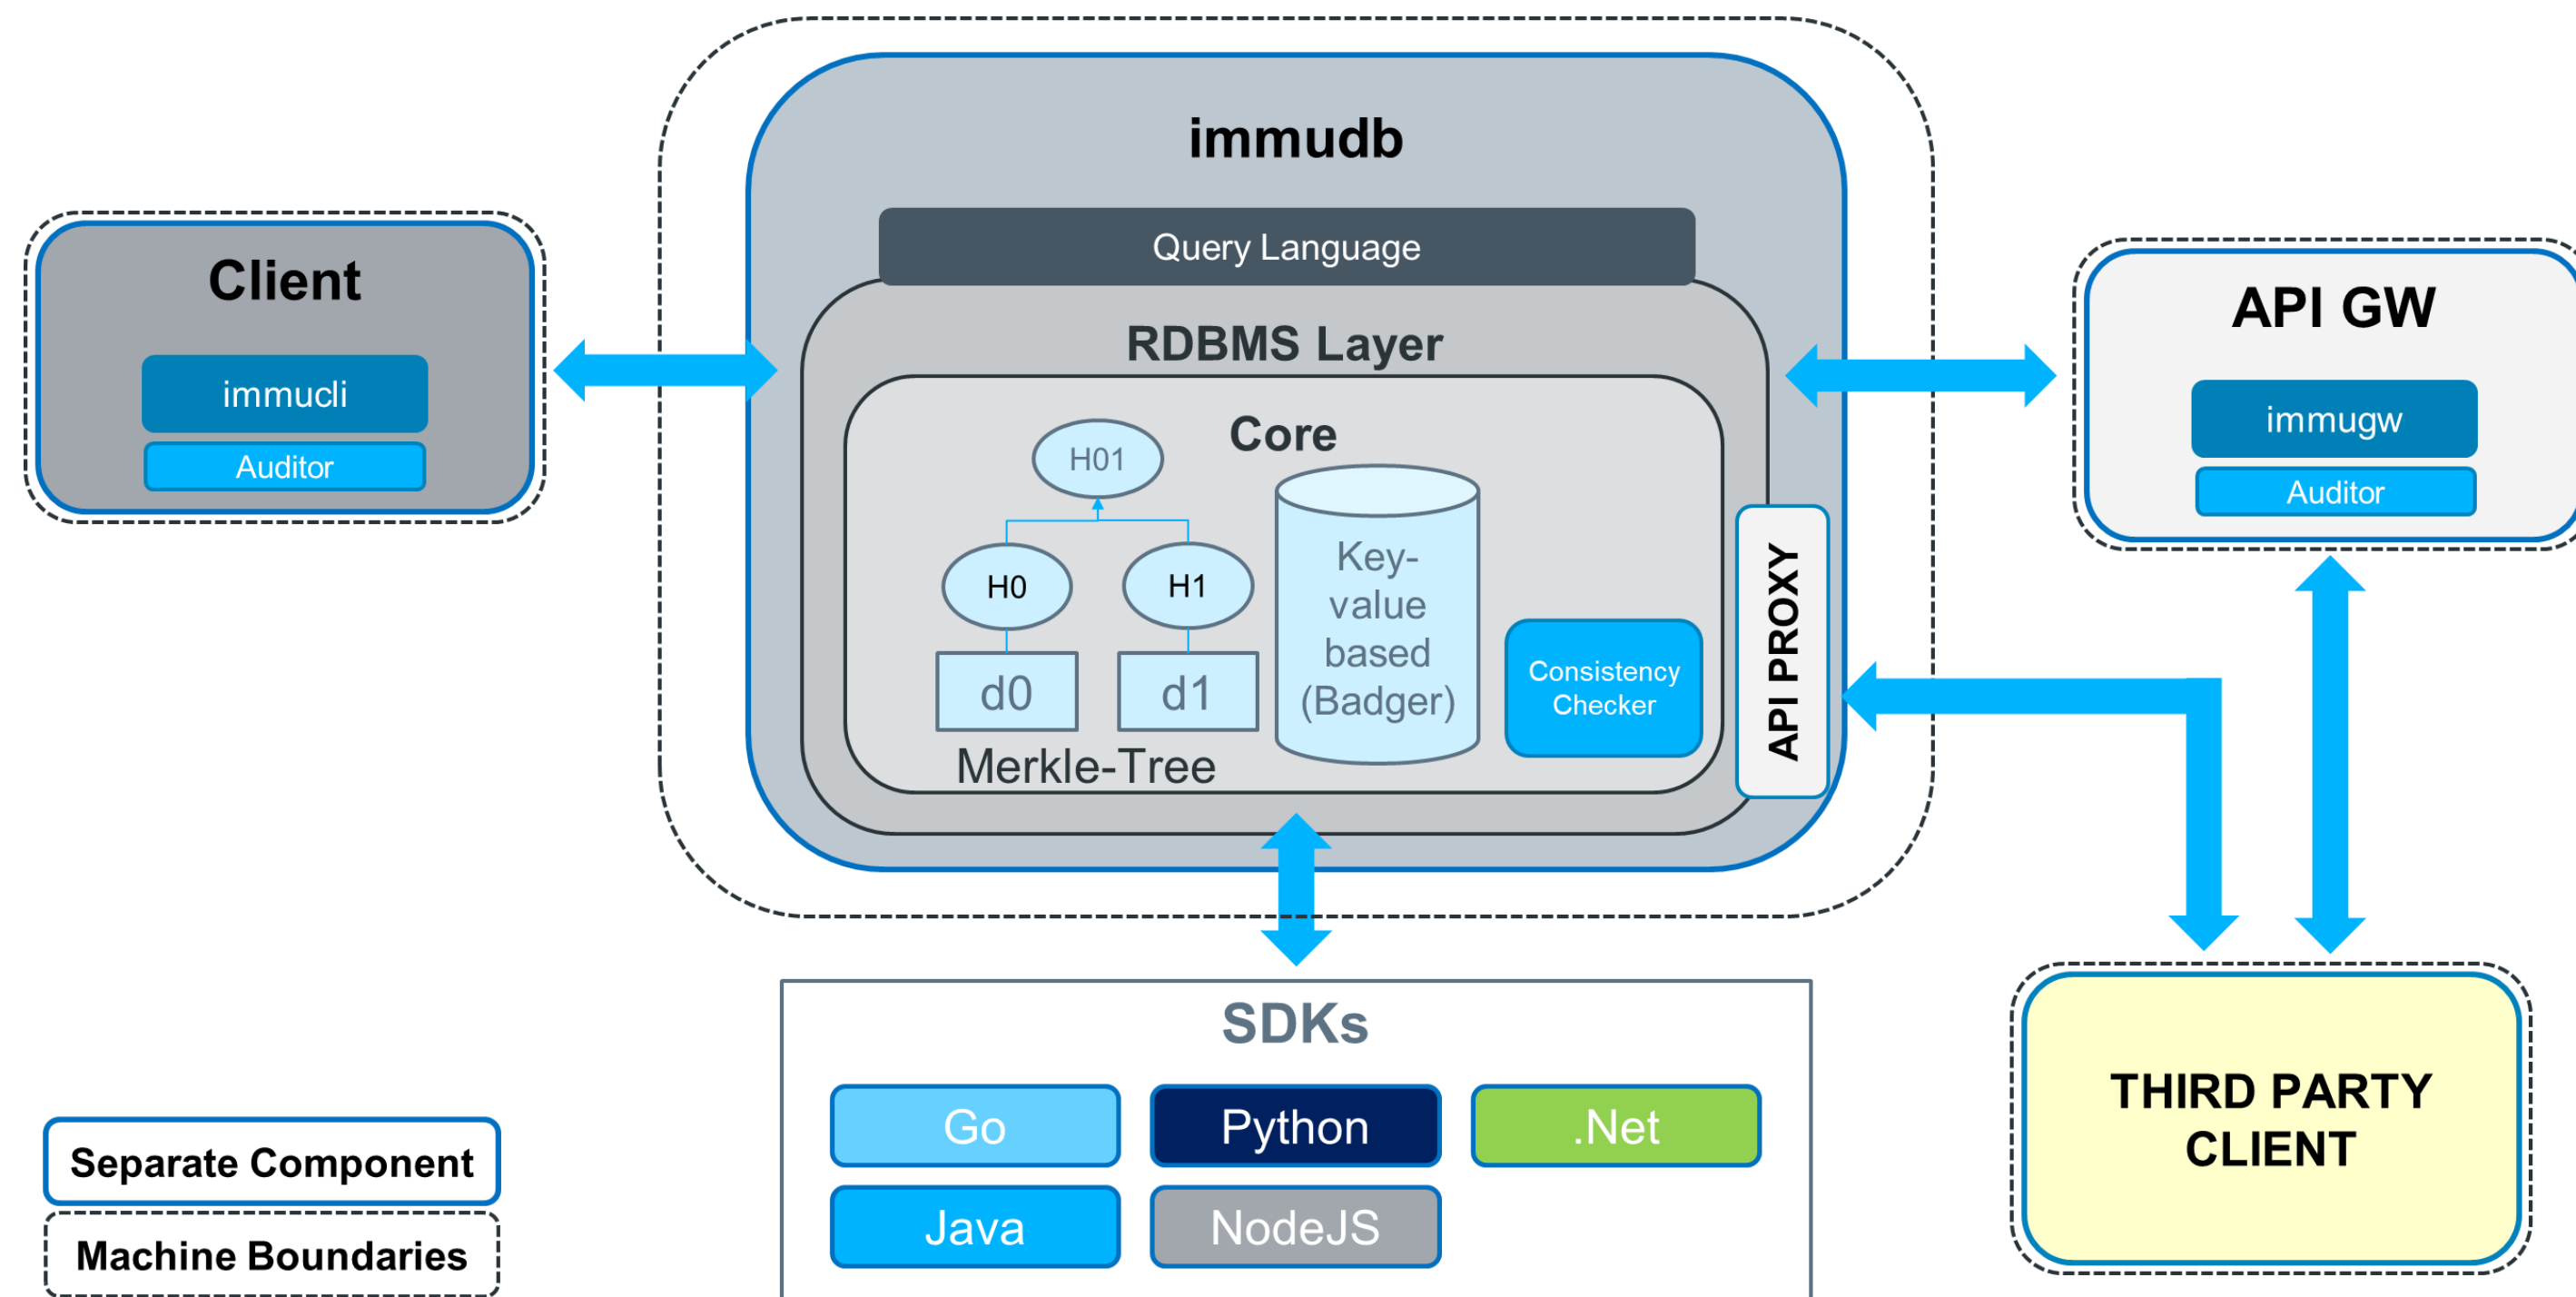 immudb
Query Language
RDBMS Layer
Core
H01
H0
H1
d0
d1
Merkle-Tree
Key-
value
based
(Badger)
Consistency
Checker
API PROXY
Client
immucli
Auditor
API GW
immugw
Auditor
SDKs
Go
Python
.Net
Java
NodeJS
THIRD PARTY
CLIENT
Separate Component
Machine Boundaries